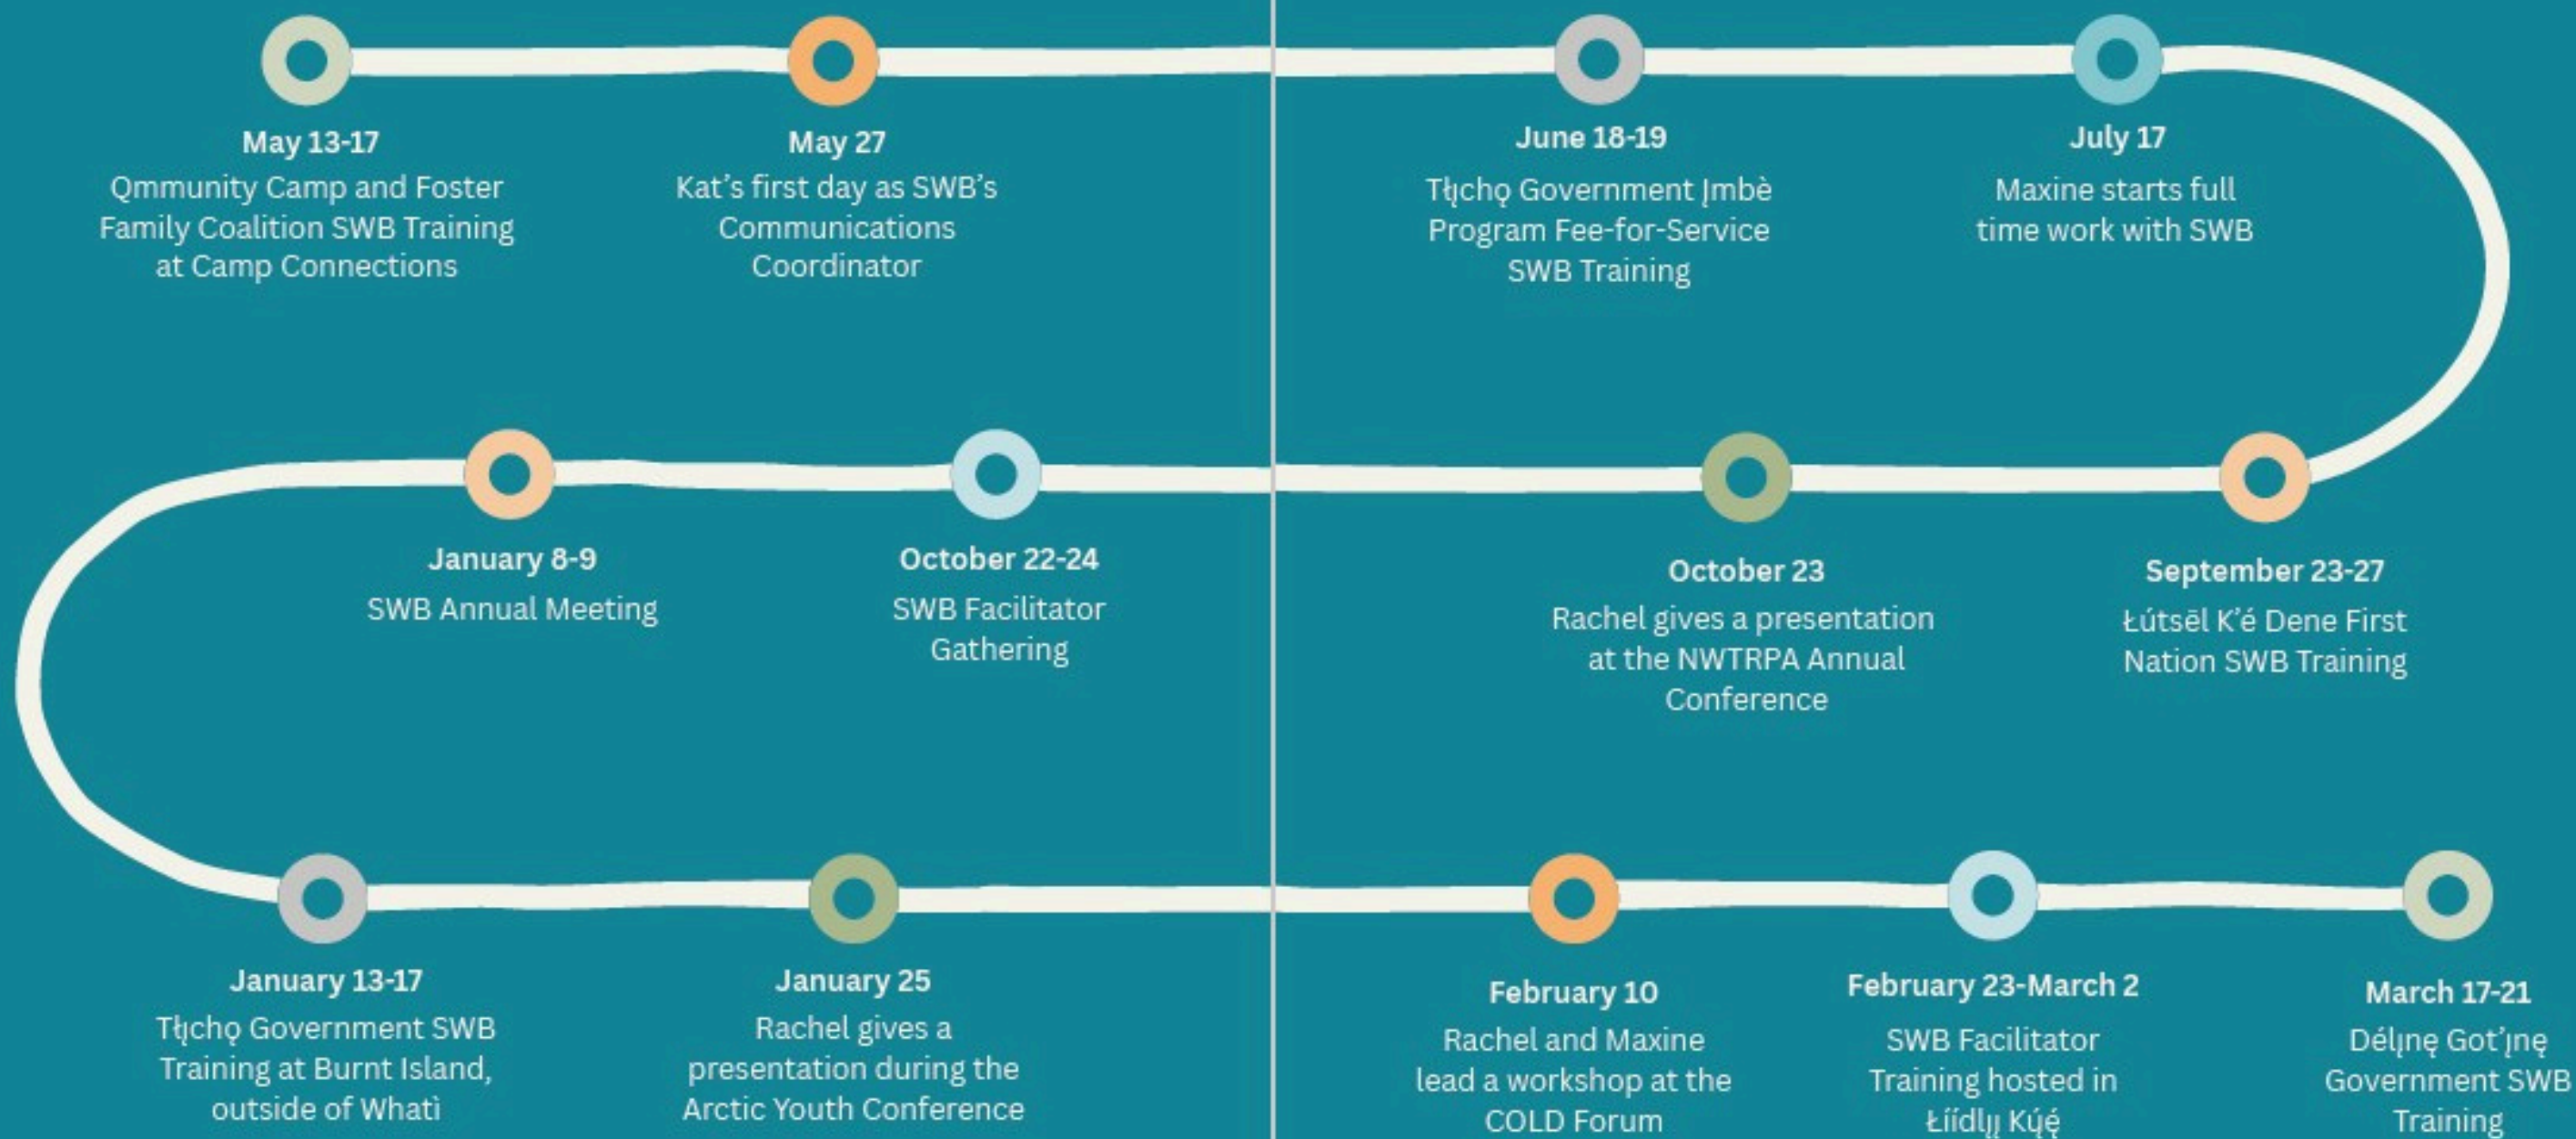 May 13-17
Qmmunity Camp and Foster
Family Coalition SWB Training
at Camp Connections
May 27
Kat's first day as SWB's
Communications
Coordinator
June 18-19
Tłı̨chǫ Government Įmbè
Program Fee-for-Service
SWB Training
July 17
Maxine starts full
time work with SWB
September 23-27
Łútsël K'é Dene First
Nation SWB Training
October 23
Rachel gives a presentation
at the NWTRPA Annual
Conference
October 22-24
SWB Facilitator
Gathering
January 8-9
SWB Annual Meeting
January 13-17
Tłı̨chǫ Government SWB
Training at Burnt Island,
outside of Whatì
January 25
Rachel gives a
presentation during the
Arctic Youth Conference
February 10
Rachel and Maxine
lead a workshop at the
COLD Forum
February 23-March 2
SWB Facilitator
Training hosted in
Łíídlı̨ı̨ Kų́ę́
March 17-21
Délı̨nę Got'ı̨nę
Government SWB
Training